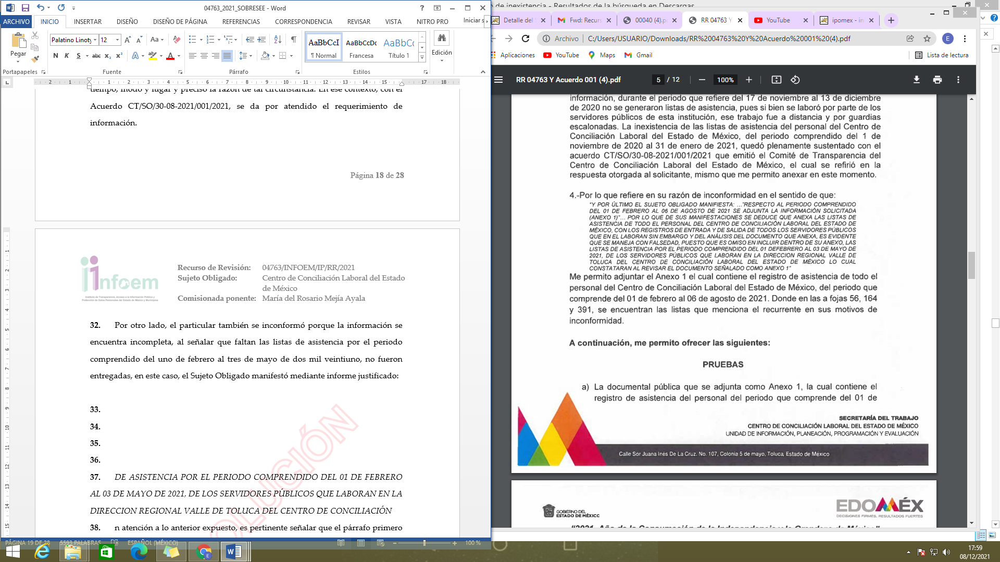 04763_2021_SOBRESEE - Word
ARCHIVO INICIO INSERTAR DISEÑO DISEÑO DE PÁGINA REFERENCIAS CORRESPONDENCIA REVISAR VISTA NITRO PRO Iniciar s
Pegar
Palatino Linoty 12
AaBbCcI AaBbCcDc AaBbC
¶ Normal Francesa Título 1
Edición
Portapapeles Fuente Párrafo Estilos
tiempo, modo y lugar y precisó la razón de tal circunstancia. En ese contexto, con el
Acuerdo CT/SO/30-08-2021/001/2021, se da por atendido el requerimiento de
información.
Página 18 de 28
infoem
Instituto de Transparencia, Acceso a la Información Pública y
Protección de Datos Personales del Estado de México y Municipios
Recurso de Revisión: 04763/INFOEM/IP/RR/2021
Sujeto Obligado: Centro de Conciliación Laboral del Estado
de México
Comisionada ponente: María del Rosario Mejía Ayala
32. Por otro lado, el particular también se inconformó porque la información se
encuentra incompleta, al señalar que faltan las listas de asistencia por el periodo
comprendido del uno de febrero al tres de mayo de dos mil veintiuno, no fueron
entregadas, en este caso, el Sujeto Obligado manifestó mediante informe justificado:
33.
34.
35.
36.
37. DE ASISTENCIA POR EL PERIODO COMPRENDIDO DEL 01 DE FEBRERO
AL 03 DE MAYO DE 2021, DE LOS SERVIDORES PÚBLICOS QUE LABORAN EN LA
DIRECCION REGIONAL VALLE DE TOLUCA DEL CENTRO DE CONCILIACIÓN
38. n atención a lo anterior expuesto, es pertinente señalar que el párrafo primero
OLUCIÓN
PÁGINA 19 DE 28 5593 PALABRAS ESPAÑOL (MÉXICO) 100 %
o de inexistencia - Resultados de la búsqueda en Descargas
Detalle del Fwd: Recurs 00040 (4).p RR 04763 Y YouTube ipomex - in
Archivo C:/Users/USUARIO/Downloads/RR%2004763%20Y%20Acuerdo%20001%20(4).pdf E
Aplicaciones YouTube Maps Gmail Lista de lectura
RR 04763 Y Acuerdo 001 (4).pdf 5 / 12 100%
información, durante el periodo que refiere del 17 de noviembre al 13 de diciembre
de 2020 no se generaron listas de asistencia, pues si bien se laboró por parte de los
servidores públicos de esta institución, ese trabajo fue a distancia y por guardias
escalonadas. La inexistencia de las listas de asistencia del personal del Centro de
Conciliación Laboral del Estado de México, del periodo comprendido del 1 de
noviembre de 2020 al 31 de enero de 2021, quedó plenamente sustentado con el
acuerdo CT/SO/30-08-2021/001/2021 que emitió el Comité de Transparencia del
Centro de Conciliación Laboral del Estado de México, el cual se refirió en la
respuesta otorgada al solicitante, mismo que me permito anexar en este momento.
4.-Por lo que refiere en su razón de inconformidad en el sentido de que:
"Y POR ÚLTIMO EL SUJETO OBLIGADO MANIFIESTA: ..."RESPECTO AL PERIODO COMPRENDIDO
DEL 01 DE FEBRERO AL 06 DE AGOSTO DE 2021 SE ADJUNTA LA INFORMACIÓN SOLICITADA
(ANEXO 1)"... POR LO QUE DE SUS MANIFESTACIONES SE DEDUCE QUE ANEXA LAS LISTAS DE
ASISTENCIA DE TODO EL PERSONAL DEL CENTRO DE CONCILIACIÓN LABORAL DEL ESTADO DE
MÉXICO, CON LOS REGISTROS DE ENTRADA Y DE SALIDA DE TODOS LOS SERVIDORES PÚBLICOS
QUE EN EL LABORAN SIN EMBARGO Y DEL ANÁLISIS DEL DOCUMENTO QUE ANEXA, ES EVIDENTE
QUE SE MANEJA CON FALSEDAD, PUESTO QUE ES OMISO EN INCLUIR DENTRO DE SU ANEXO, LAS
LISTAS DE ASISTENCIA POR EL PERIODO COMPRENDIDO DEL 01 DEFEBRERO AL 03 DE MAYO DE
2021, DE LOS SERVIDORES PÚBLICOS QUE LABORAN EN LA DIRECCION REGIONAL VALLE DE
TOLUCA DEL CENTRO DE CONCILIACIÓN LABORAL DEL ESTADO DE MÉXICO LO CUAL
CONSTATARAN AL REVISAR EL DOCUMENTO SEÑALADO COMO ANEXO 1"
Me permito adjuntar el Anexo 1 el cual contiene el registro de asistencia de todo el
personal del Centro de Conciliación Laboral del Estado de México, del periodo que
comprende del 01 de febrero al 06 de agosto de 2021. Donde en las a fojas 56, 164
y 391, se encuentran las listas que menciona el recurrente en sus motivos de
inconformidad.
A continuación, me permito ofrecer las siguientes:
PRUEBAS
a) La documental pública que se adjunta como Anexo 1, la cual contiene el
registro de asistencia del personal del periodo que comprende del 01 de
SECRETARÍA DEL TRABAJO
CENTRO DE CONCILIACIÓN LABORAL DEL ESTADO DE MÉXICO
UNIDAD DE INFORMACIÓN, PLANEACIÓN, PROGRAMACIÓN Y EVALUACIÓN
Calle Sor Juana Inés De La Cruz. No. 107, Colonia 5 de mayo, Toluca, Estado de México
GOBIERNO DEL
ESTADO DE MÉXICO
EDOMÉX
DECISIONES FIRMES, RESULTADOS FUERTES
"2021. Año de la Consumación de la Independencia y la Grandeza de México"
17:59
08/12/2021